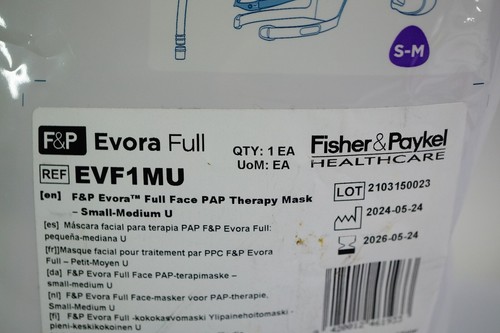 S-M
F&P Evora Full
QTY: 1 EA
UoM: EA
Fisher & Paykel
HEALTHCARE
REF EVF1MU
[en] F&P Evora™ Full Face PAP Therapy Mask
– Small-Medium U
[es] Máscara facial para terapia PAP F&P Evora Full:
pequeña-mediana U
[fr]Masque facial pour traitement par PPC F&P Evora
Full – Petit-Moyen U
[da] F&P Evora Full Face PAP-terapimaske –
small-medium U
[nl] F&P Evora Full Face-masker voor PAP-therapie,
Small-Medium U
[fi] F&P Evora Full -kokokasvomaski Ylipainehoitomaski -
pieni-keskikokoinen U
LOT 2103150023
2024-05-24
2026-05-24